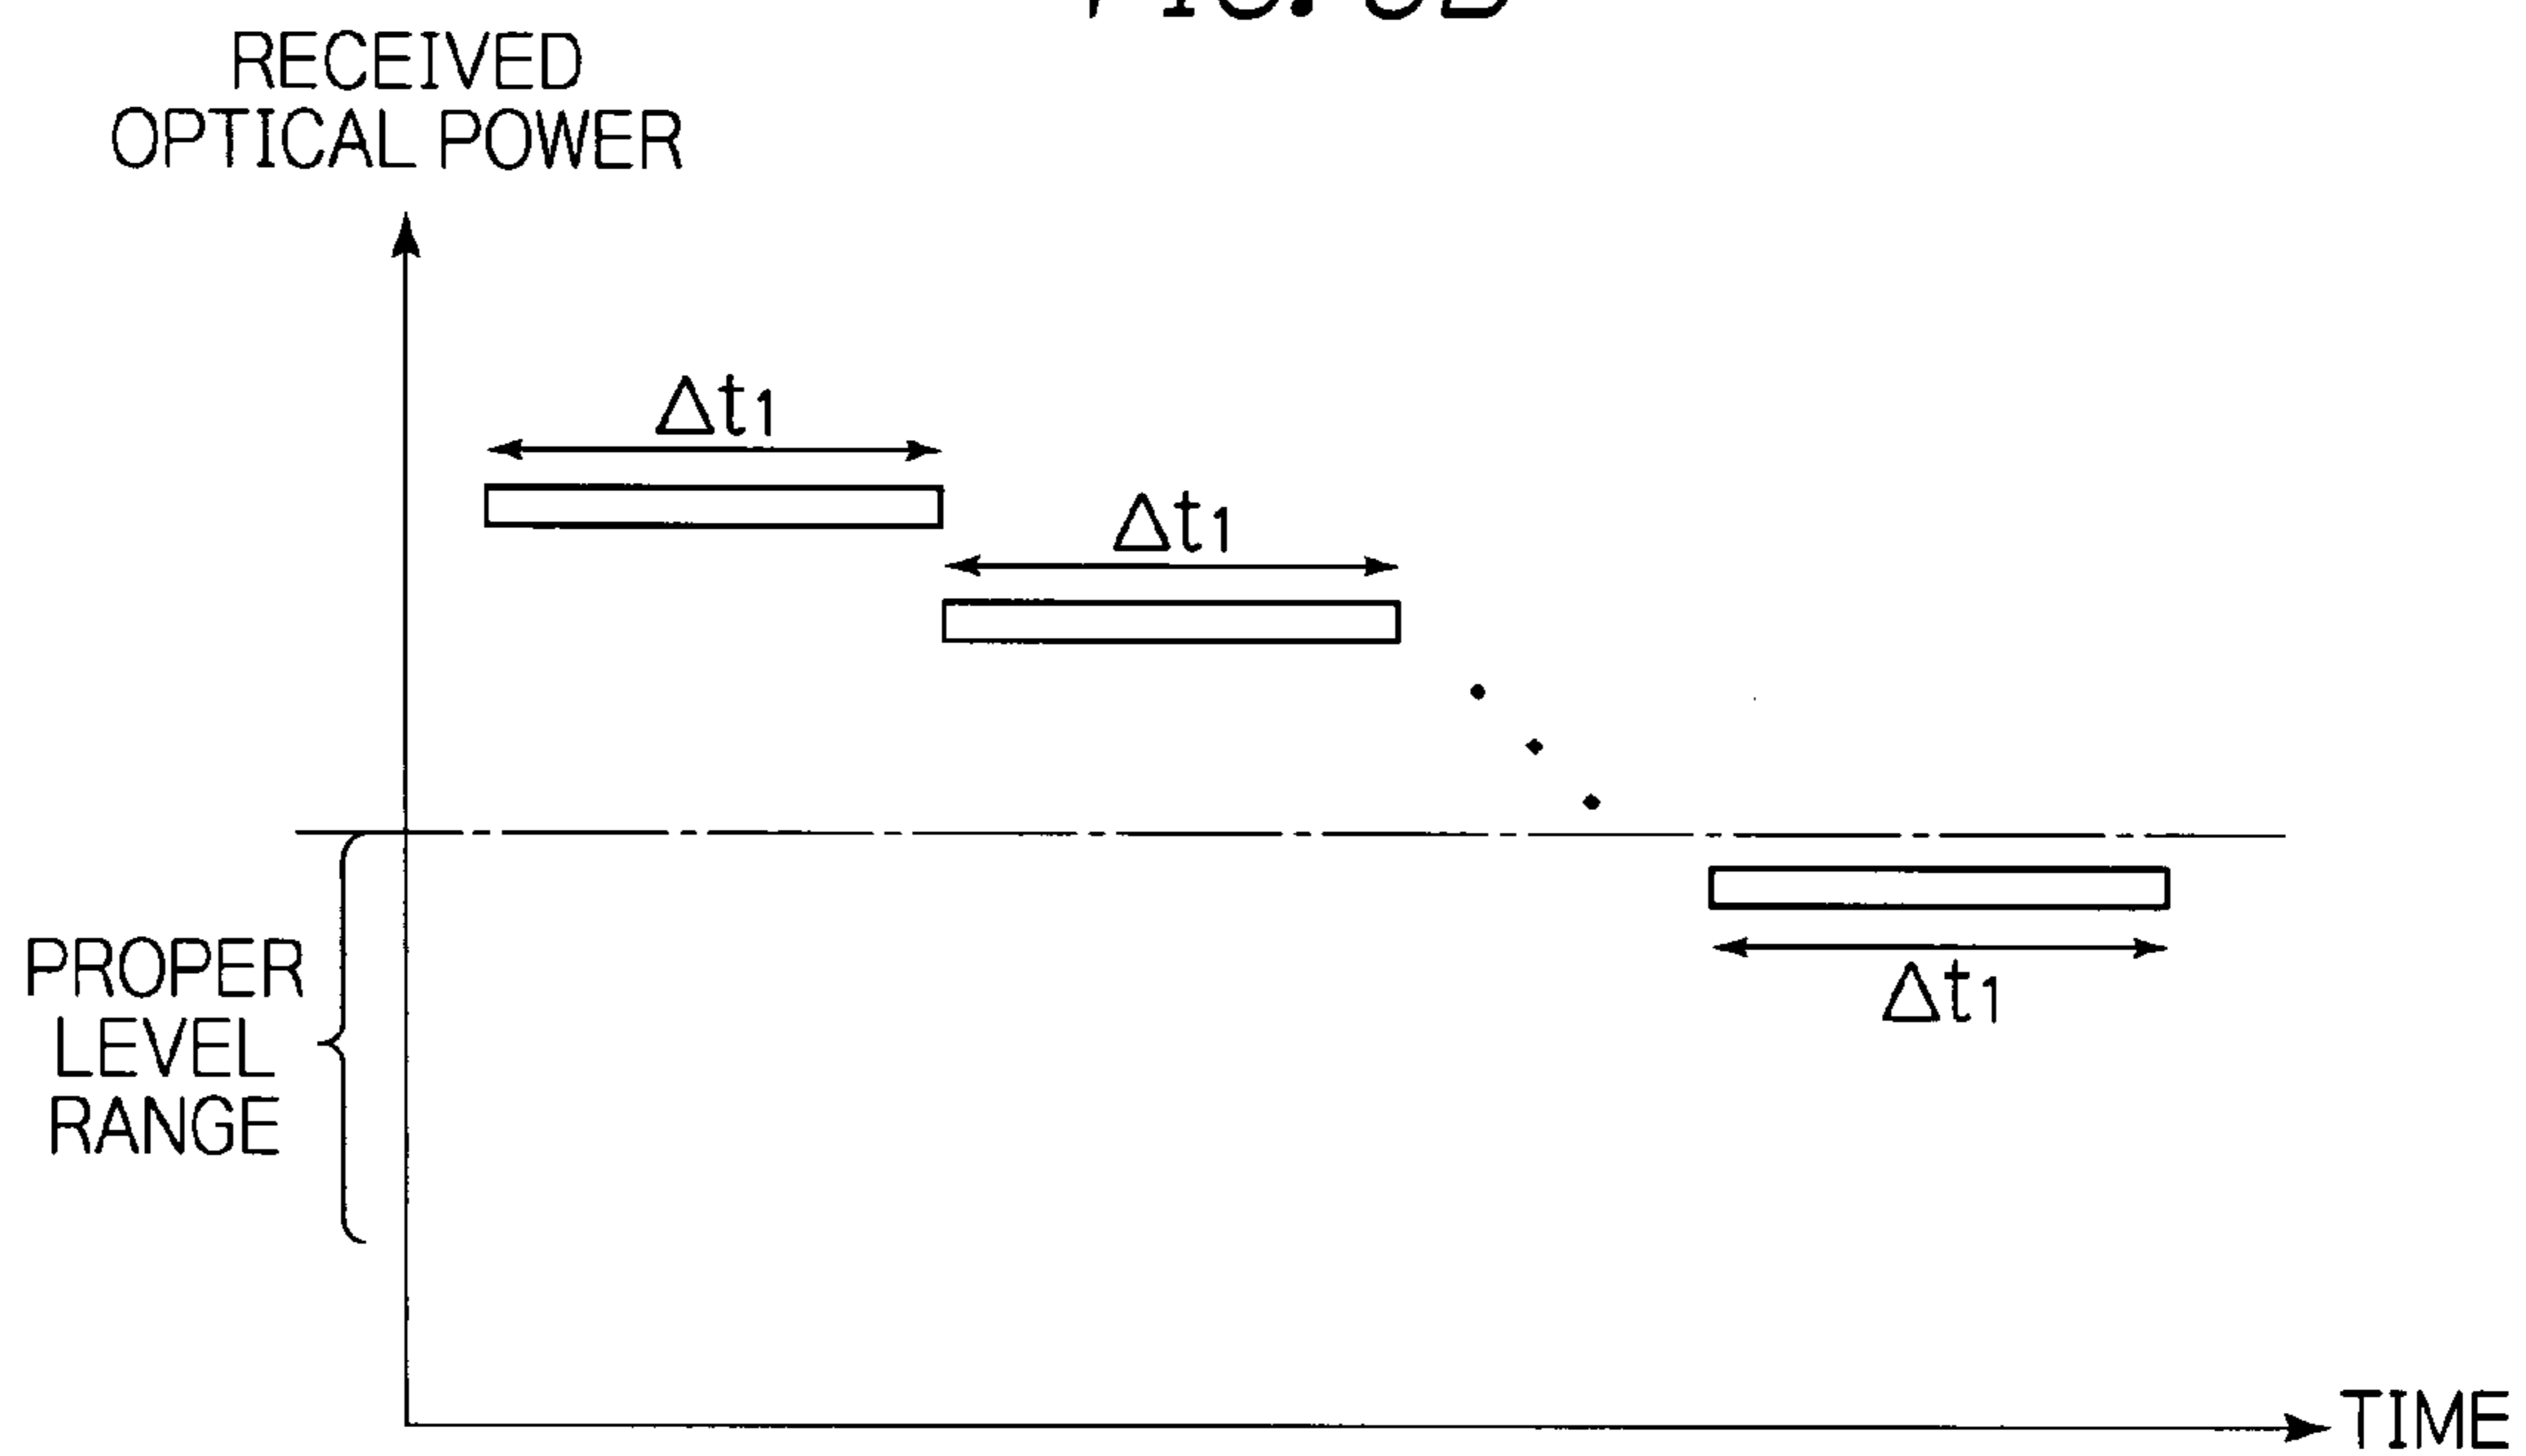 RECEIVED
OPTICAL POWER
Δt1
Δt1
PROPER
LEVEL
RANGE
Δt1
TIME